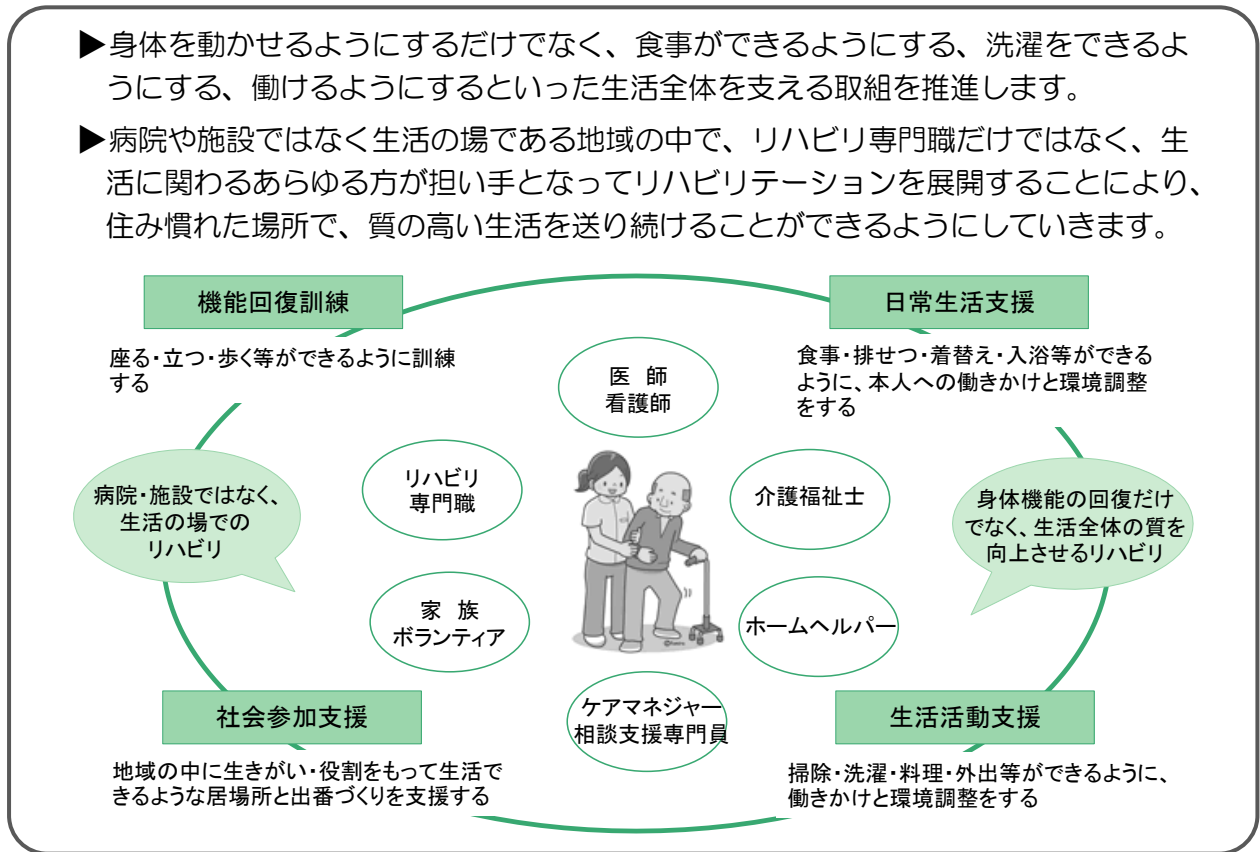 ▶身体を動かせるようにするだけでなく、食事ができるようにする、洗濯をできるよ
うにする、働けるようにするといった生活全体を支える取組を推進します。
▶病院や施設ではなく生活の場である地域の中で、リハビリ専門職だけではなく、生
活に関わるあらゆる方が担い手となってリハビリテーションを展開することにより、
住み慣れた場所で、質の高い生活を送り続けることができるようにしていきます。
機能回復訓練
座る・立つ・歩く等ができるように訓練
する
日常生活支援
食事・排せつ・着替え・入浴等ができる
ように、本人への働きかけと環境調整
をする
医 師
看護師
リハビリ
専門職
介護福祉士
病院・施設ではなく、
生活の場での
リハビリ
身体機能の回復だけ
でなく、生活全体の質を
向上させるリハビリ
家 族
ボランティア
ホームヘルパー
ケアマネジャー
相談支援専門員
社会参加支援
地域の中に生きがい・役割をもって生活で
きるような居場所と出番づくりを支援する
生活活動支援
掃除・洗濯・料理・外出等ができるように、
働きかけと環境調整をする